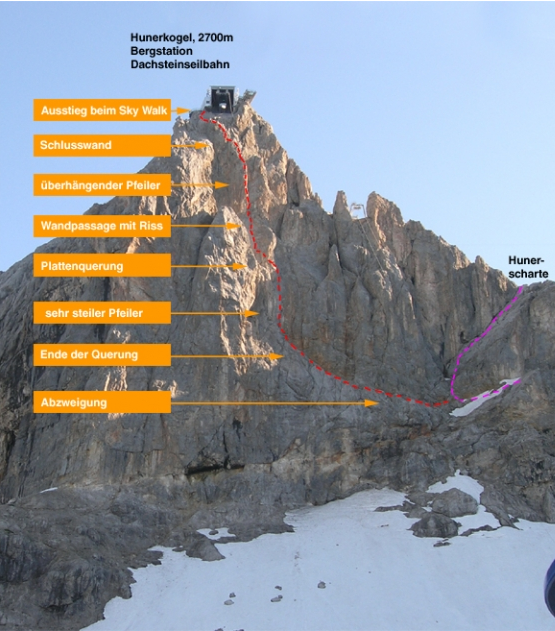 Hunerkogel, 2700m
Bergstation
Dachsteinseilbahn
Ausstieg beim Sky Walk
Schlusswand
überhängender Pfeiler
Wandpassage mit Riss
Plattenquerung
sehr steiler Pfeiler
Ende der Querung
Abzweigung
Huner-
scharte